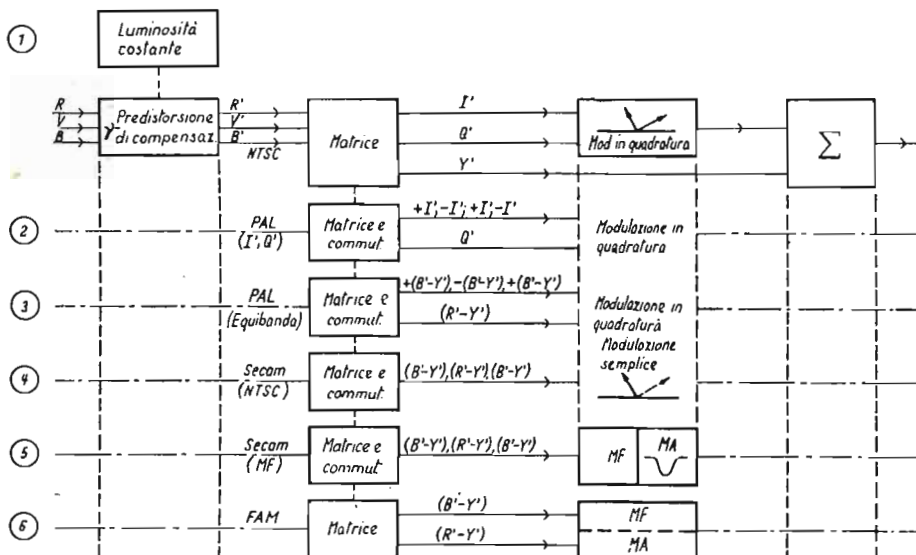 1
Luminosità
costante
R
V
B
γ
Predistorsione
di compensaz.
R'
V'
B'
NTSC
Matrice
I'
Q'
Y'
Mod in quadratura
Σ
2
PAL
(I', Q')
Matrice e
commut.
+I',-I'; +I',-I'
Q'
Modulazione in
quadratura
3
PAL
(Equibanda)
Matrice e
commut.
+(B'-Y'),-(B'-Y'),+(B'-Y')
(R'-Y')
Modulazione in
quadratura
Modulazione
semplice
4
Secam
(NTSC)
Matrice e
commut.
(B'-Y'),(R'-Y'),(B'-Y')
5
Secam
(MF)
Matrice e
commut.
(B'-Y'),(R'-Y'),(B'-Y')
MF
MA
6
FAM
Matrice
(B'-Y')
(R'-Y')
MF
MA